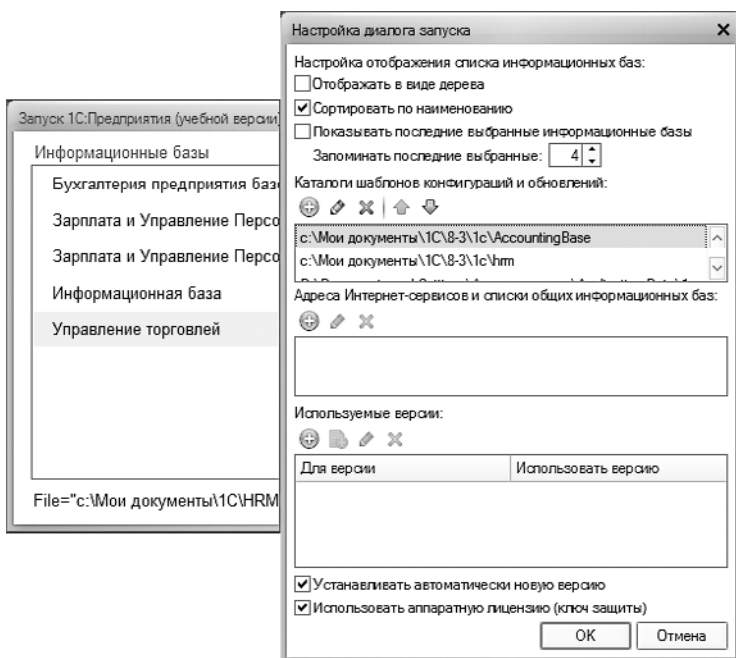 Запуск 1С:Предприятия (учебной версии)
Информационные базы
Бухгалтерия предприятия
Зарплата и Управление
Зарплата и Управление
Информационная база
Управление торговлей
File="c:\Мои документы\1C\HRM
Настройка диалога запуска
Настройка отображения списка информационных баз:
Отображать в виде дерева
Сортировать по наименованию
Показывать последние выбранные информационные базы
Запоминать последние выбранные: 4
Каталоги шаблонов конфигураций и обновлений:
c:\Мои документы\1C\8-3\1c\AccountingBase
c:\Мои документы\1C\8-3\1c\hrm
Адреса Интернет-сервисов и списки общих информационных баз:
Используемые версии:
Для версии Использовать версию
Устанавливать автоматически новую версию
Использовать аппаратную лицензию (ключ защиты)
OK Отмена